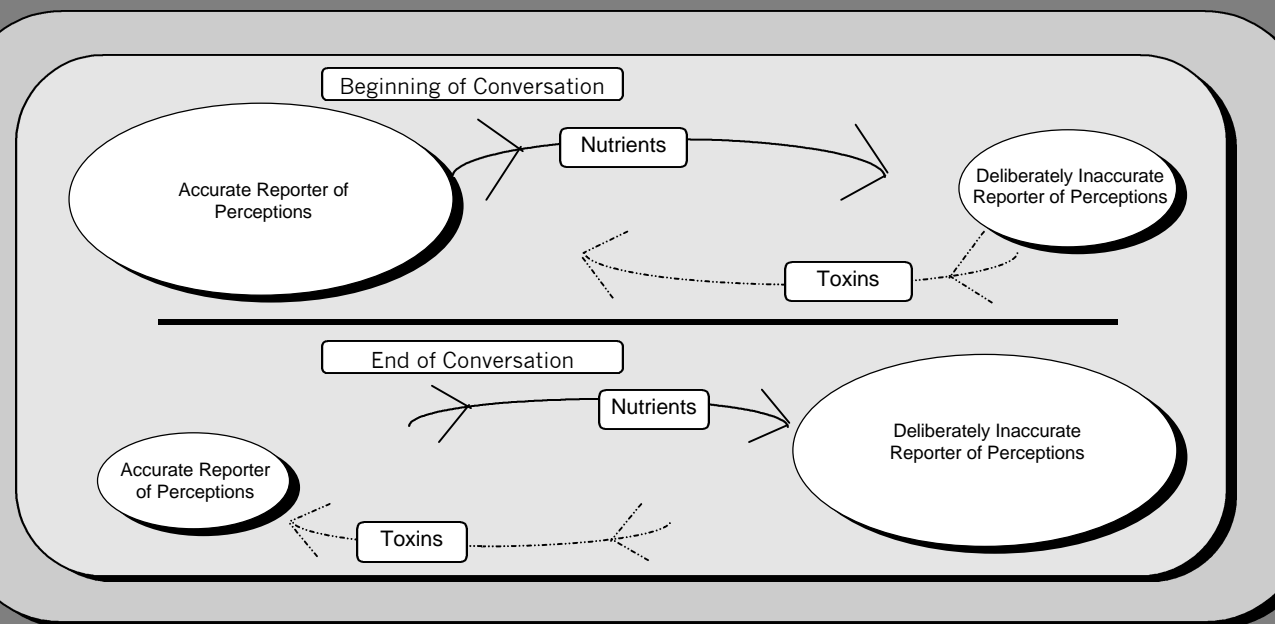 Beginning of Conversation
Nutrients
Accurate Reporter of
Perceptions
Deliberately Inaccurate
Reporter of Perceptions
Toxins
End of Conversation
Nutrients
Deliberately Inaccurate
Reporter of Perceptions
Accurate Reporter
of Perceptions
Toxins